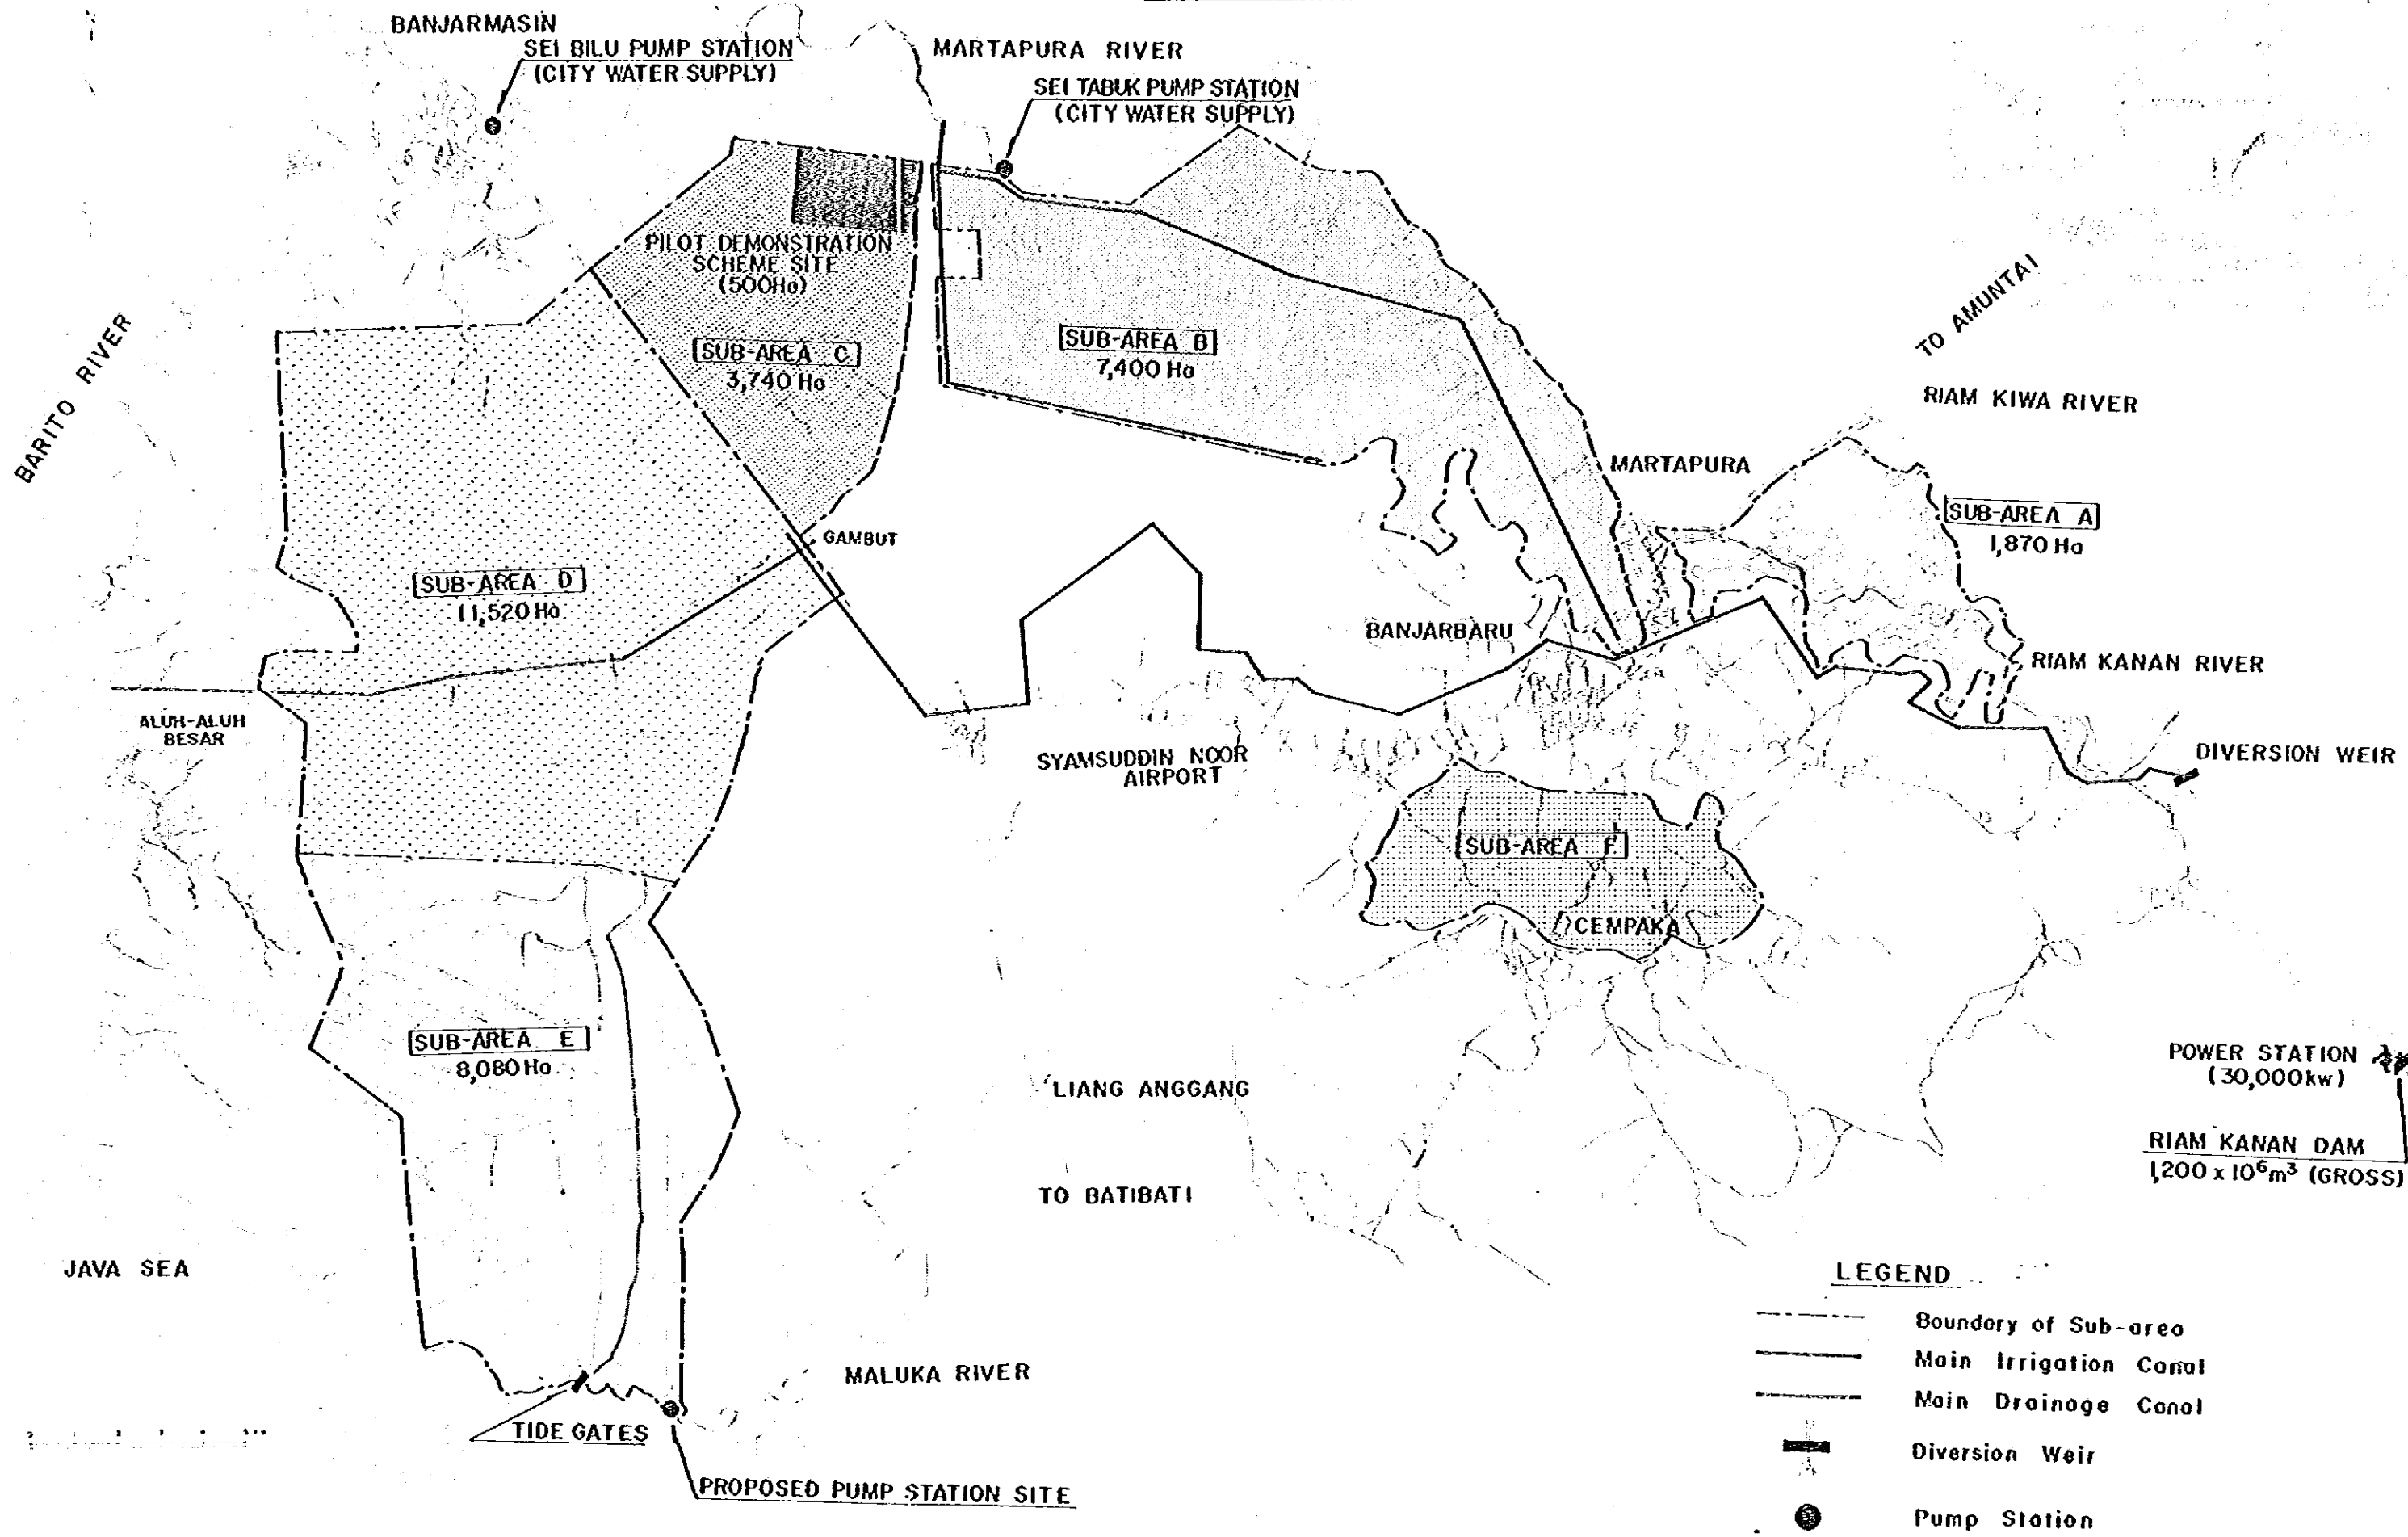 BANJARMASIN
SEI BILU PUMP STATION
(CITY WATER SUPPLY)
MARTAPURA RIVER
SEI TABUK PUMP STATION
(CITY WATER SUPPLY)
PILOT DEMONSTRATION
SCHEME SITE
(500Ha)
SUB-AREA C
3,740 Ha
SUB-AREA B
7,400 Ha
TO AMUNTAI
RIAM KIWA RIVER
BARITO RIVER
MARTAPURA
SUB-AREA A
1,870 Ha
GAMBUT
SUB-AREA D
11,520 Ha
BANJARBARU
RIAM KANAN RIVER
ALUH-ALUH
BESAR
SYAMSUDDIN NOOR
AIRPORT
DIVERSION WEIR
SUB-AREA F
CEMPAKA
SUB-AREA E
8,080 Ha
LIANG ANGGANG
POWER STATION
(30,000kw)
RIAM KANAN DAM
1,200 x 10⁶m³ (GROSS)
TO BATIBATI
JAVA SEA
MALUKA RIVER
TIDE GATES
PROPOSED PUMP STATION SITE
LEGEND
Boundary of Sub-area
Main Irrigation Canal
Main Drainage Canal
Diversion Weir
Pump Station